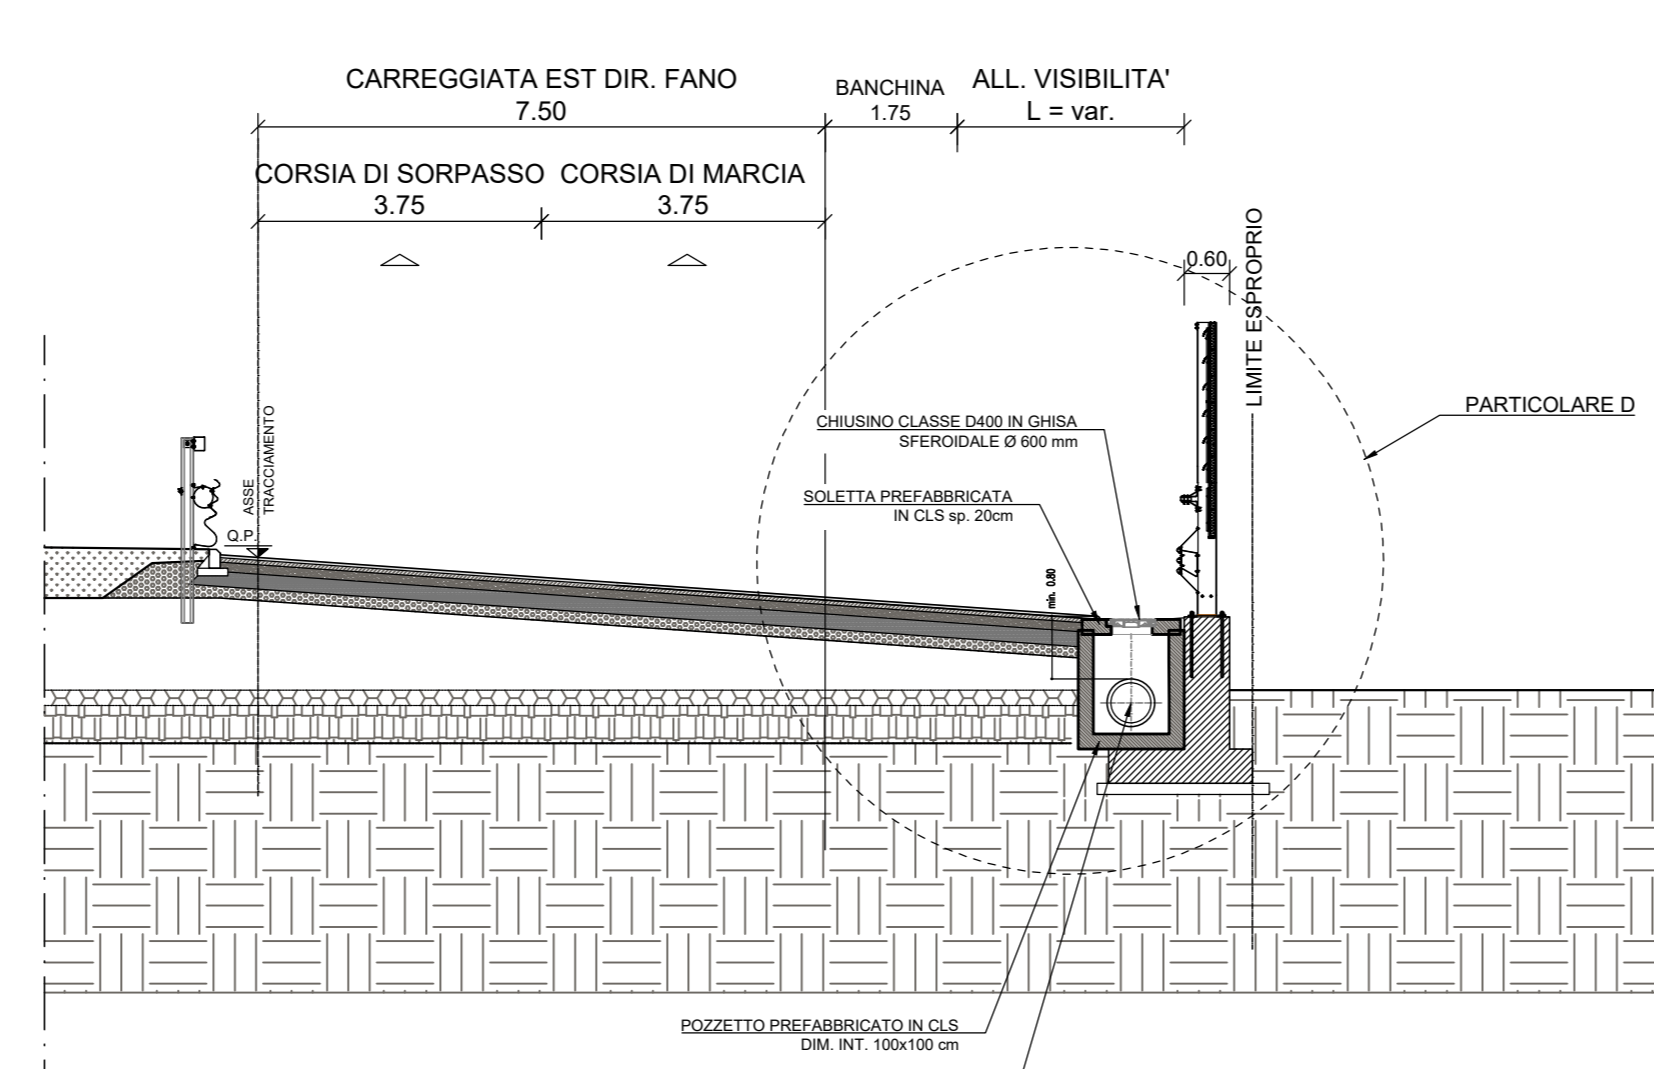 CARREGGIATA EST DIR. FANO
7.50
BANCHINA
1.75
ALL. VISIBILITA'
L = var.
CORSIA DI SORPASSO
3.75
CORSIA DI MARCIA
3.75
0.60
LIMITE ESPROPRIO
PARTICOLARE D
CHIUSINO CLASSE D400 IN GHISA
SFEROIDALE Ø 600 mm
SOLETTA PREFABBRICATA
IN CLS sp. 20cm
ASSE
TRACCIAMENTO
Q.P.
min. 0.80
POZZETTO PREFABBRICATO IN CLS
DIM. INT. 100x100 cm